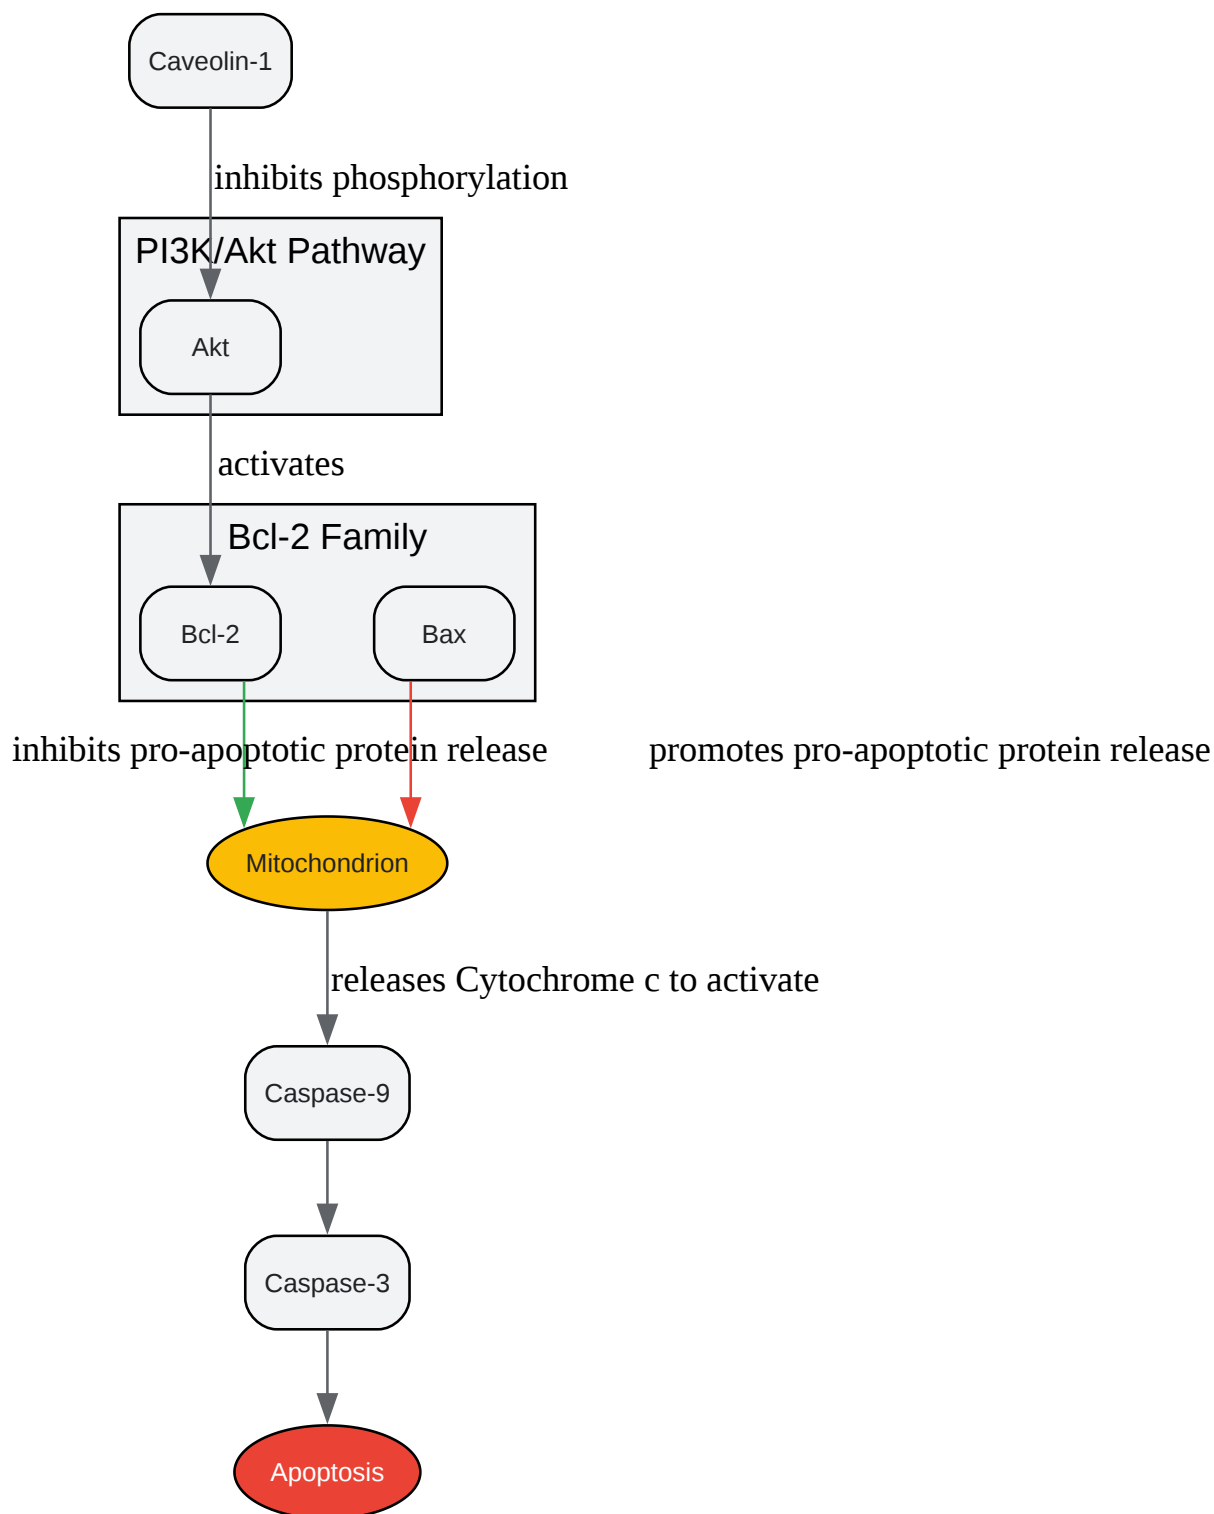 Caveolin-1
inhibits phosphorylation
PI3K/Akt Pathway
Akt
activates
Bcl-2 Family
Bcl-2
Bax
inhibits pro-apoptotic protein release
promotes pro-apoptotic protein release
Mitochondrion
releases Cytochrome c to activate
Caspase-9
Caspase-3
Apoptosis